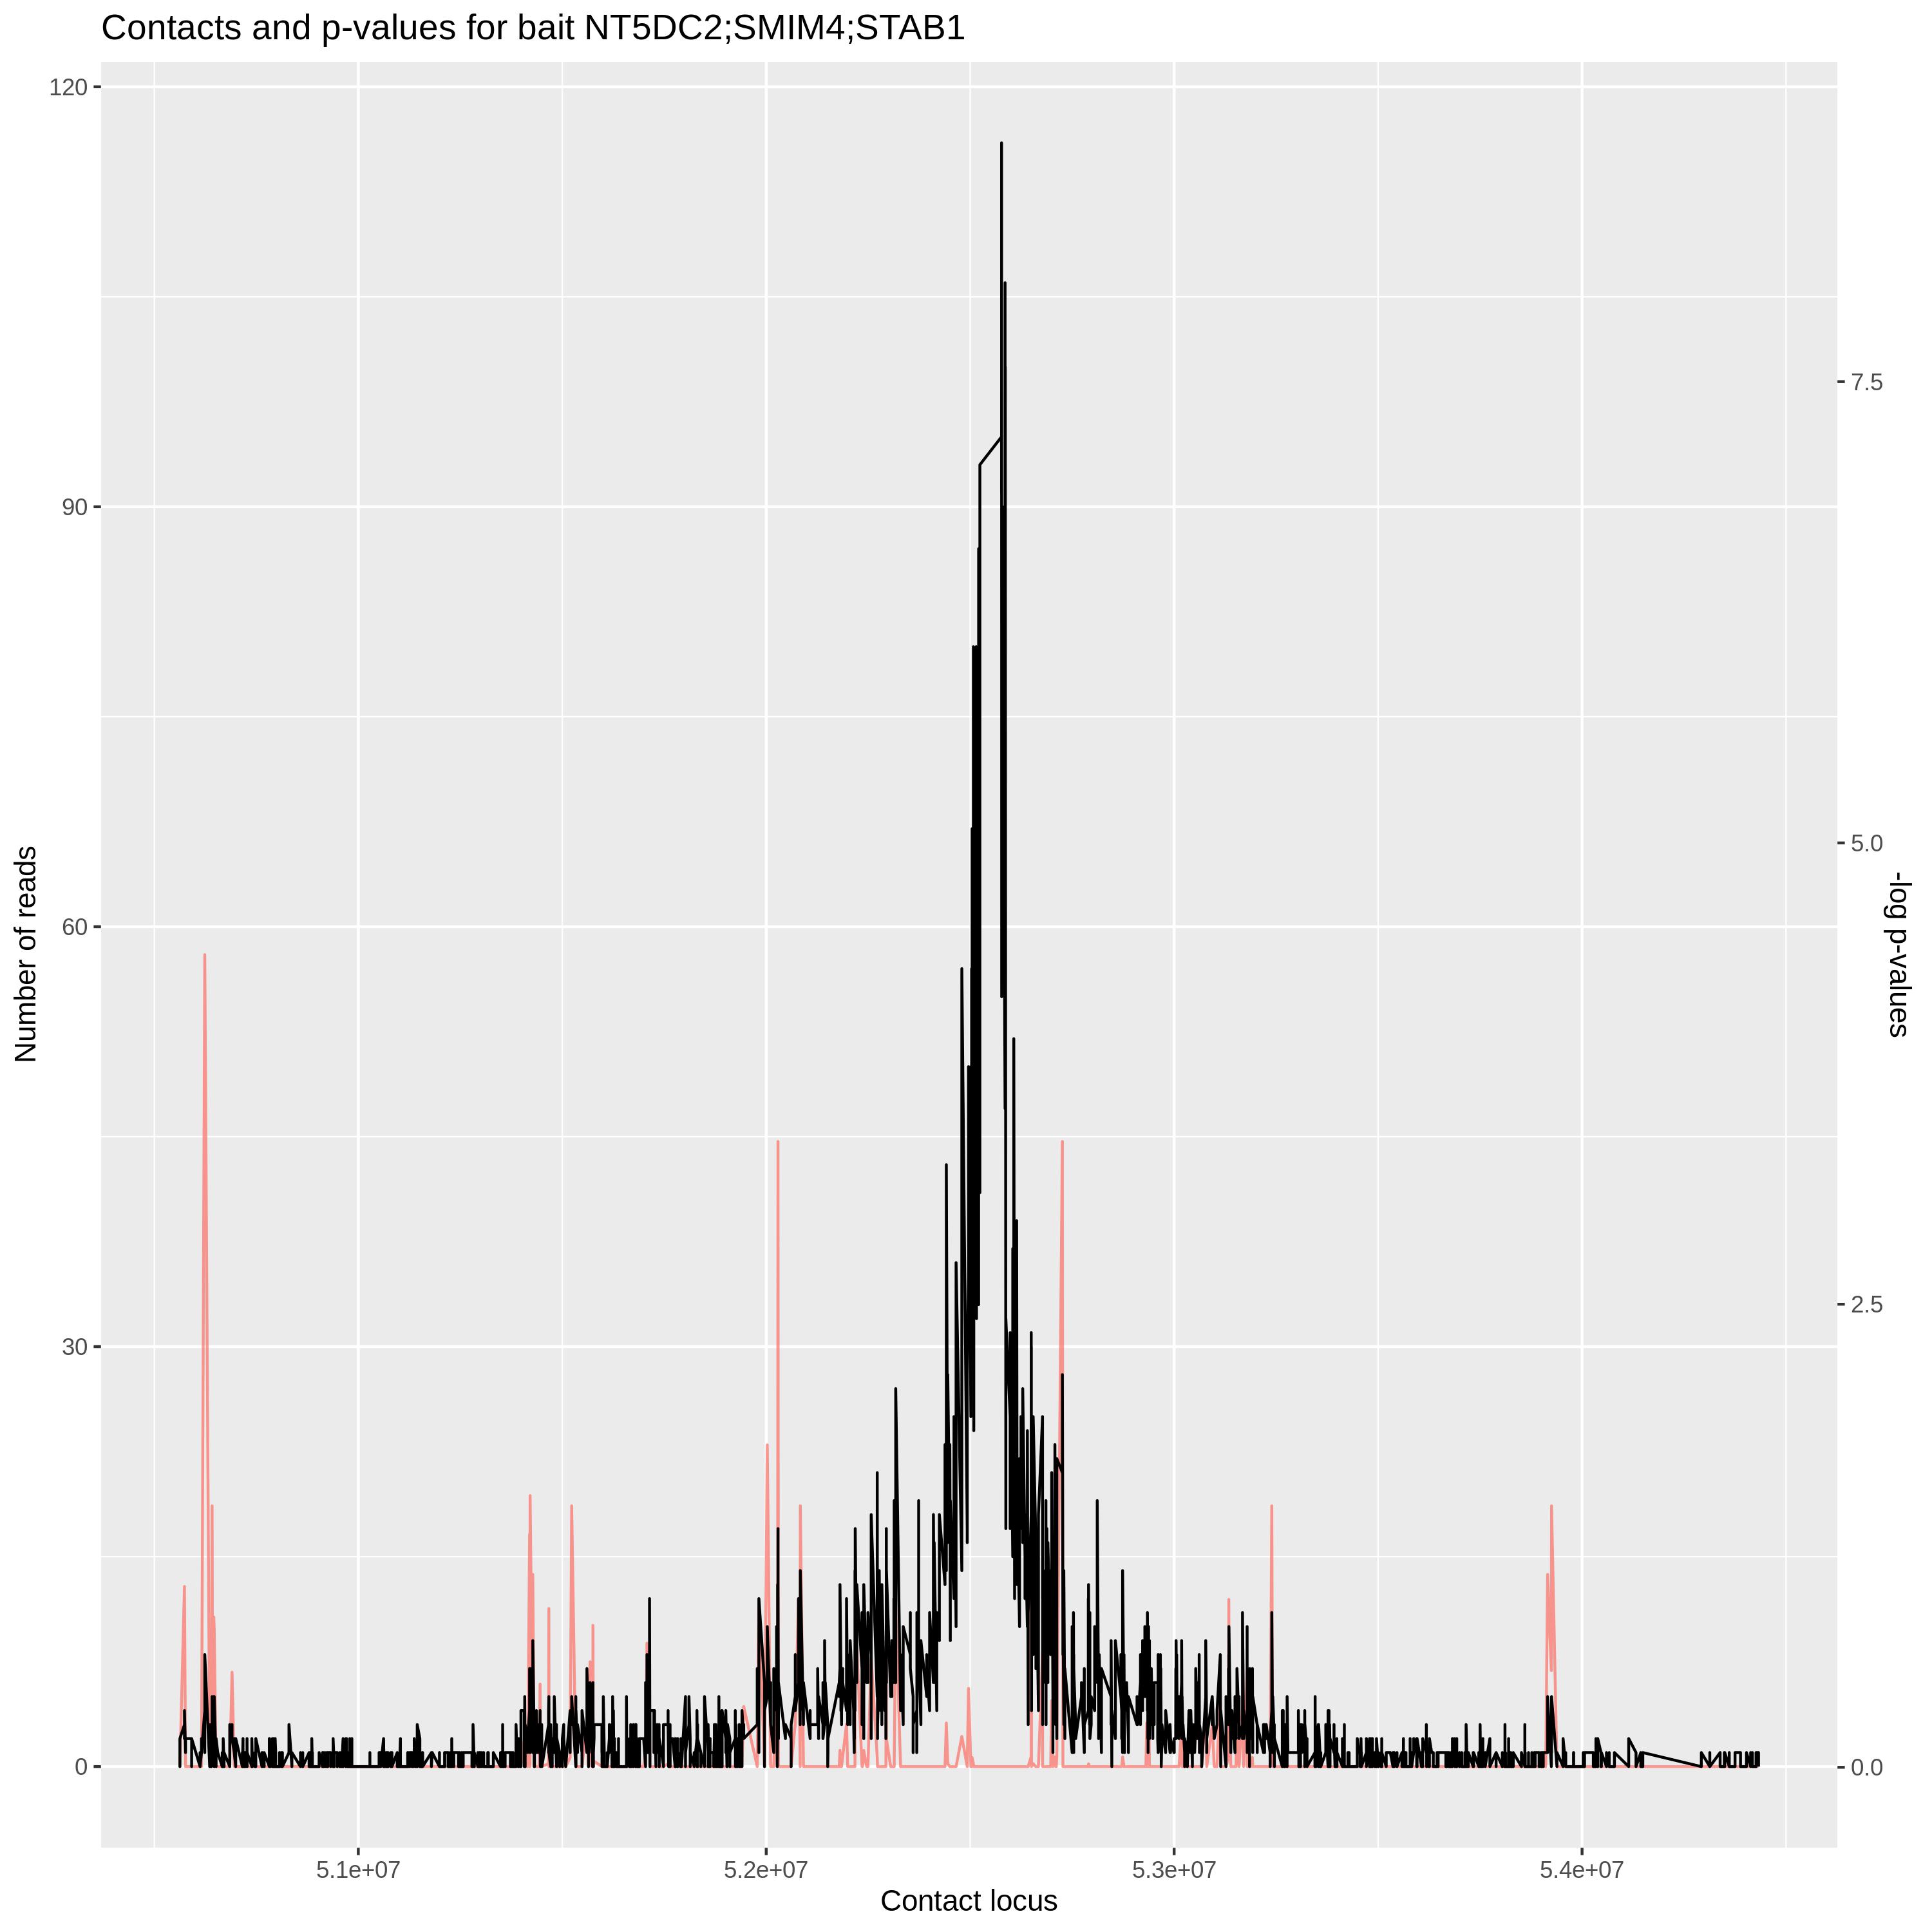 Contacts and p-values for bait NT5DC2;SMIM4;STAB1
120
90
60
30
0
Number of reads
7.5
5.0
2.5
0.0
-log p-values
5.1e+07
5.2e+07
5.3e+07
5.4e+07
Contact locus